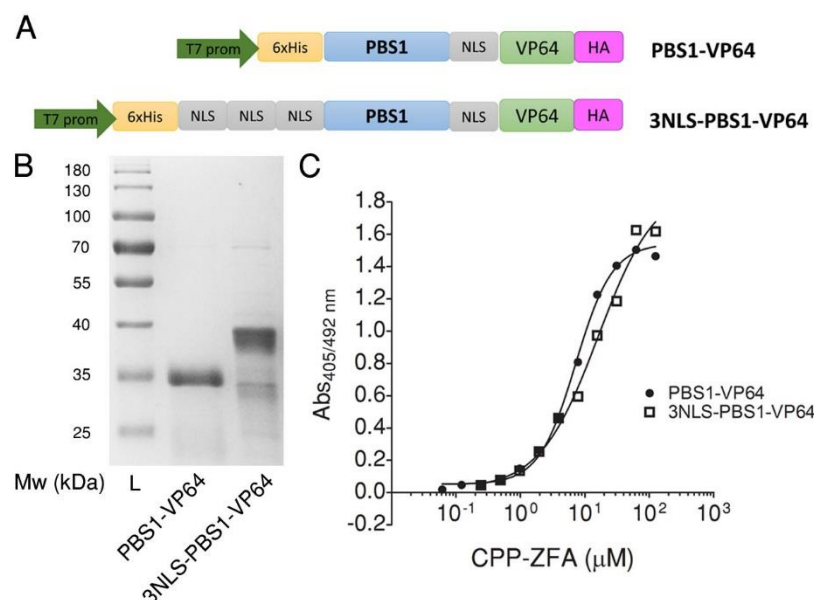 A
T7 prom 6xHis PBS1 NLS VP64 HA PBS1-VP64
T7 prom 6xHis NLS NLS NLS PBS1 NLS VP64 HA 3NLS-PBS1-VP64
B
180
130
100
70
55
40
35
25
Mw (kDa) L PBS1-VP64 3NLS-PBS1-VP64
C
1.8
1.6
1.4
1.2
1.0
0.8
0.6
0.4
0.2
0.0
-0.2
Abs405/492 nm
PBS1-VP64
3NLS-PBS1-VP64
10-1 100 101 102 103
CPP-ZFA (μM)